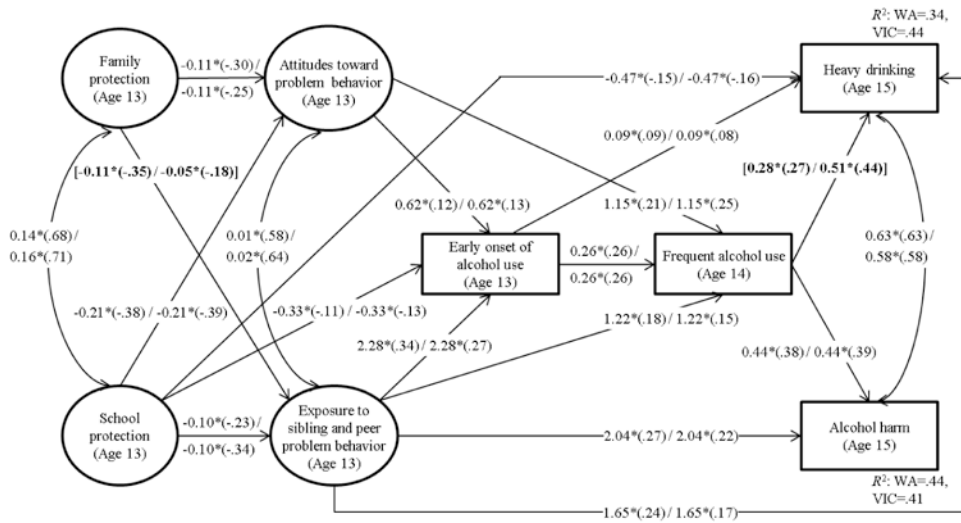 R²: WA=.34,
VIC=.44
Family
protection
(Age 13)
-0.11*(-.30)/
-0.11*(-.25)
Attitudes toward
problem behavior
(Age 13)
-0.47*(-.15) / -0.47*(-.16)
Heavy drinking
(Age 15)
0.09*(.09) / 0.09*(.08)
[-0.11*(-.35) / -0.05*(-.18)]
[0.28*(.27) / 0.51*(.44)]
0.62*(.12) / 0.62*(.13)
1.15*(.21) / 1.15*(.25)
0.14*(.68) /
0.16*(.71)
0.01*(.58) /
0.02*(.64)
Early onset of
alcohol use
(Age 13)
0.26*(.26) /
0.26*(.26)
Frequent alcohol use
(Age 14)
0.63*(.63) /
0.58*(.58)
-0.21*(-.38) / -0.21*(-.39)
-0.33*(-.11) / -0.33*(-.13)
1.22*(.18) / 1.22*(.15)
2.28*(.34) / 2.28*(.27)
0.44*(.38) / 0.44*(.39)
School
protection
(Age 13)
-0.10*(-.23) /
-0.10*(-.34)
Exposure to
sibling and peer
problem behavior
(Age 13)
2.04*(.27) / 2.04*(.22)
Alcohol harm
(Age 15)
R²: WA=.44,
VIC=.41
1.65*(.24) / 1.65*(.17)